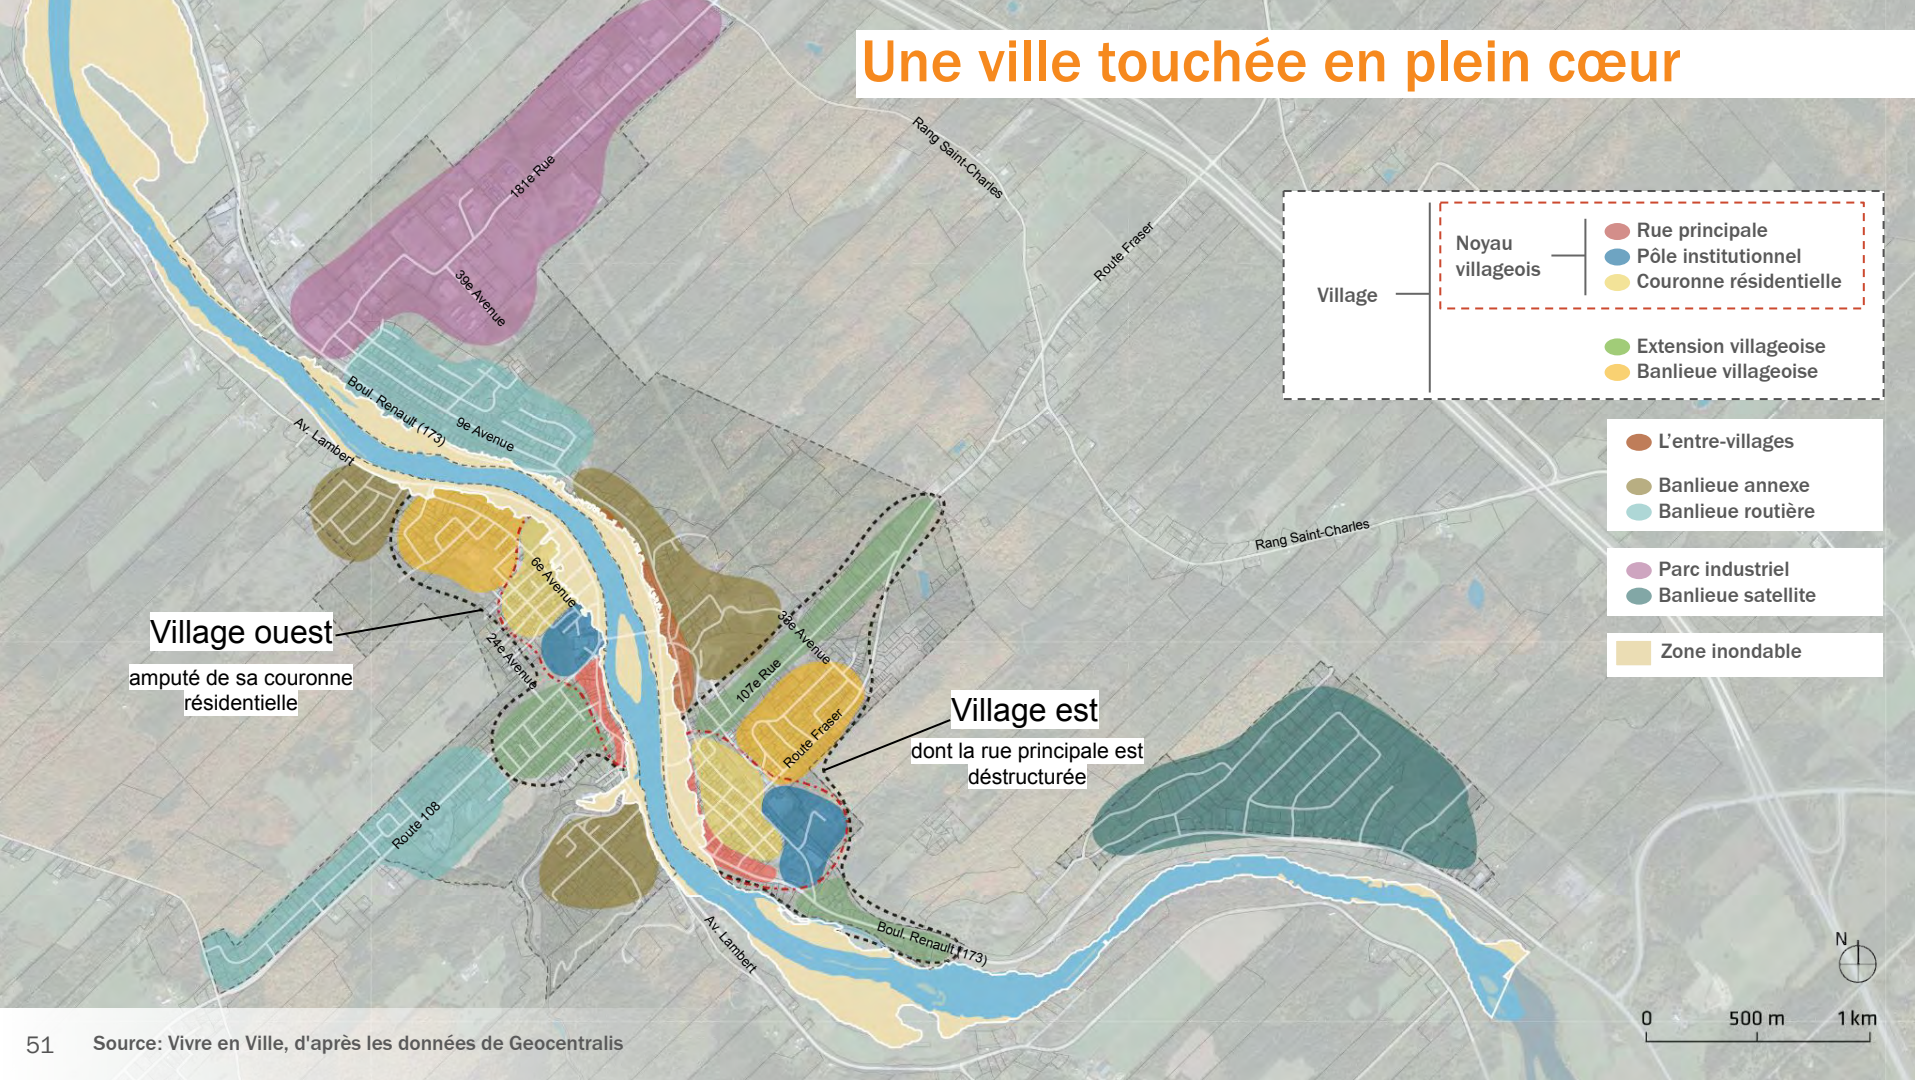 Une ville touchée en plein cœur
Rang Saint-Charles
181e Rue
Route Fraser
39e Avenue
Village
Noyau
villageois
Rue principale
Pôle institutionnel
Couronne résidentielle
Extension villageoise
Banlieue villageoise
L'entre-villages
Banlieue annexe
Banlieue routière
Parc industriel
Banlieue satellite
Zone inondable
Boul. Renault (173)
9e Avenue
Av. Lambert
Rang Saint-Charles
6e Avenue
Village ouest
amputé de sa couronne
résidentielle
24e Avenue
38e Avenue
107e Rue
Route Fraser
Village est
dont la rue principale est
déstructurée
Route 108
Av. Lambert
Boul. Renault (173)
N
0 500 m 1 km
51 Source: Vivre en Ville, d'après les données de Geocentralis